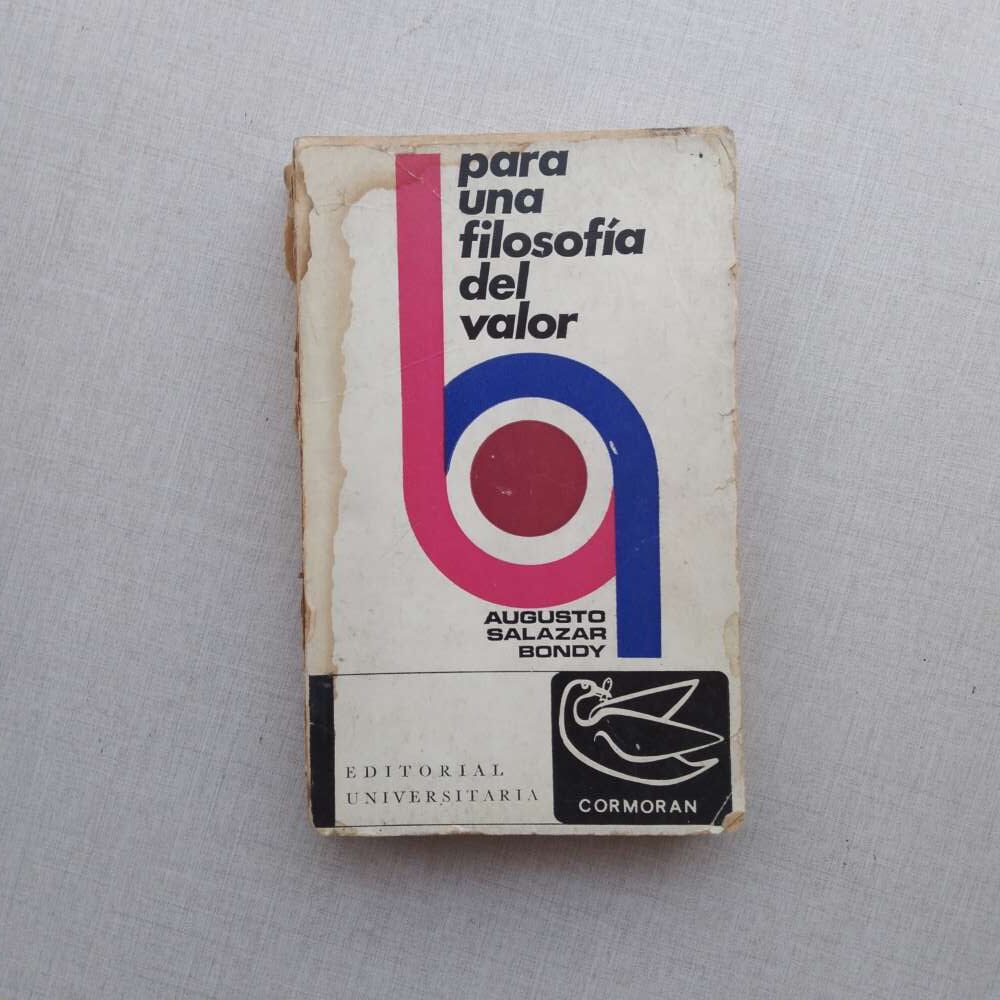 para
una
filosofía
del
valor
AUGUSTO
SALAZAR
BONDY
EDITORIAL
UNIVERSITARIA
CORMORAN